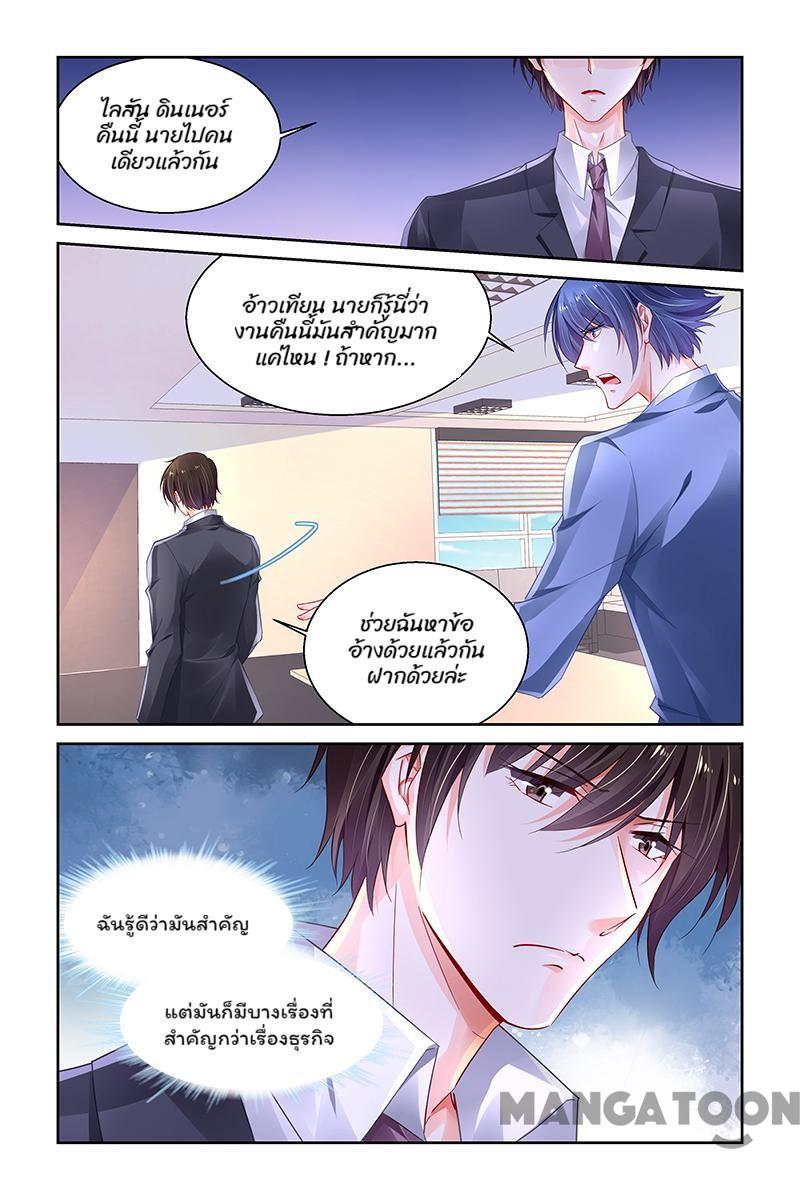 ไลสัน ดินเนอร์
คืนนี้ นายไปคน
เดียวแล้วกัน
อ้าวเทียน นายก็รู้นี่ว่า
งานคืนนี้มันสำคัญมาก
แค่ไหน ! ถ้าหาก...
ช่วยฉันหาข้อ
อ้างด้วยแล้วกัน
ฝากด้วยล่ะ
ฉันรู้ดีว่ามันสำคัญ
แต่มันก็มีบางเรื่องที่
สำคัญกว่าเรื่องธุรกิจ
MANGATOON